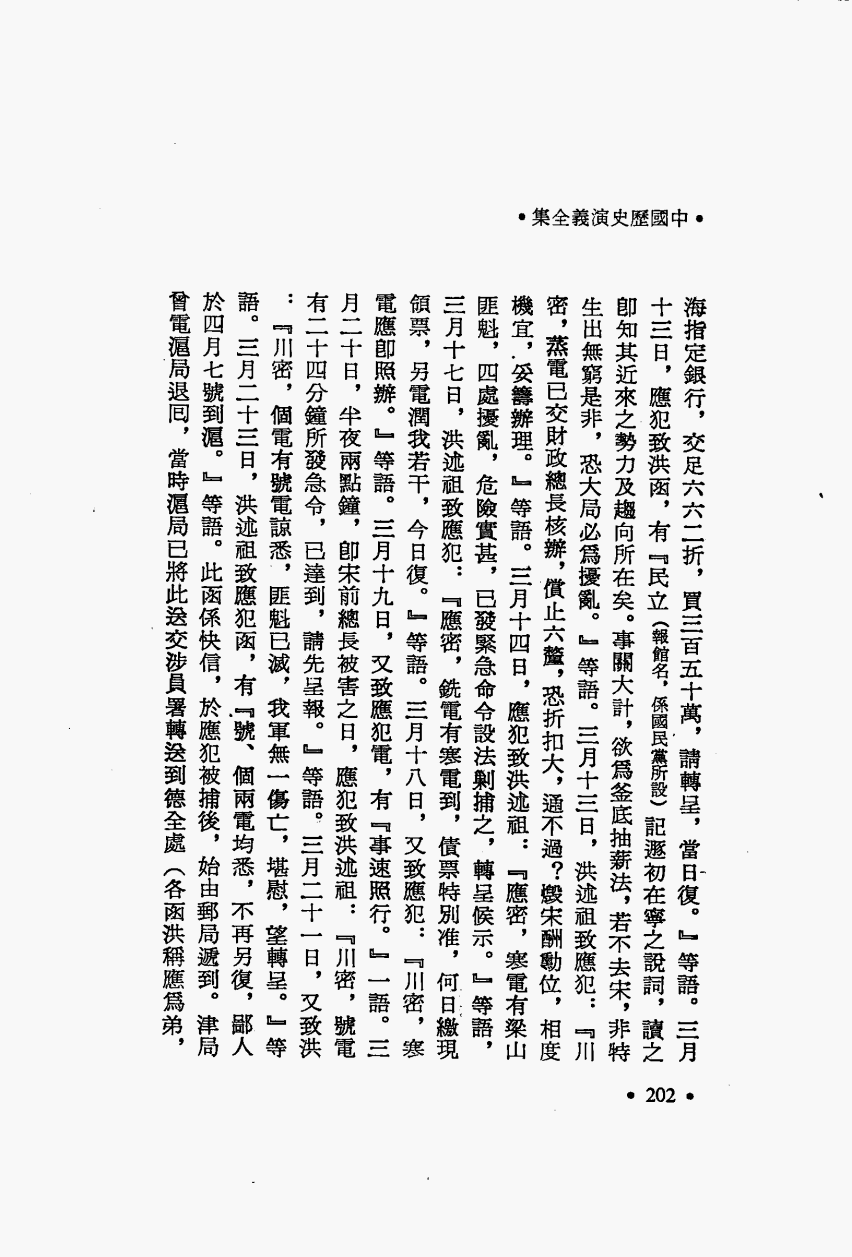 •中國歷史演義全集•
海指定銀行，交足六六二折，買三百五十萬，請轉呈，當日復。』等語。三月
十三日，應犯致洪函，有『民立（報館名，係國民黨所設）記遯初在寧之說詞，讀之
卽知其近來之勢力及趨向所在矣。事關大計，欲爲釜底抽薪法，若不去宋，非特
生出無窮是非，恐大局必爲擾亂。』等語。三月十三日，洪述祖致應犯：『川
密，蒸電已交財政總長核辦，償止六釐，恐折扣大，通不過？燬宋酬勳位，相度
機宜，妥籌辦理。』等語。三月十四日，應犯致洪述祖：『應密，寒電有梁山
匪魁，四處擾亂，危險實甚，已發緊急命令設法剿捕之，轉呈候示。』等語，
三月十七日，洪述祖致應犯：『應密，銑電有寒電到，債票特別准，何日繳現
領票，另電潤我若干，今日復。』等語。三月十八日，又致應犯：『川密，寒
電應卽照辦。』等語。三月十九日，又致應犯電，有『事速照行。』一語。三
月二十日，半夜兩點鐘，卽宋前總長被害之日，應犯致洪述祖：『川密，號電
有二十四分鐘所發急令，已達到，請先呈報。』等語。三月二十一日，又致洪
：『川密，個電有號電諒悉，匪魁已滅，我軍無一傷亡，堪慰，望轉呈。』等
語。三月二十三日，洪述祖致應犯函，有『號、個兩電均悉，不再另復，鄙人
於四月七號到滬。』等語。此函係快信，於應犯被捕後，始由郵局遞到。津局
曾電滬局退回，當時滬局已將此送交涉員署轉送到德全處（各函洪稱應爲弟，
•202•